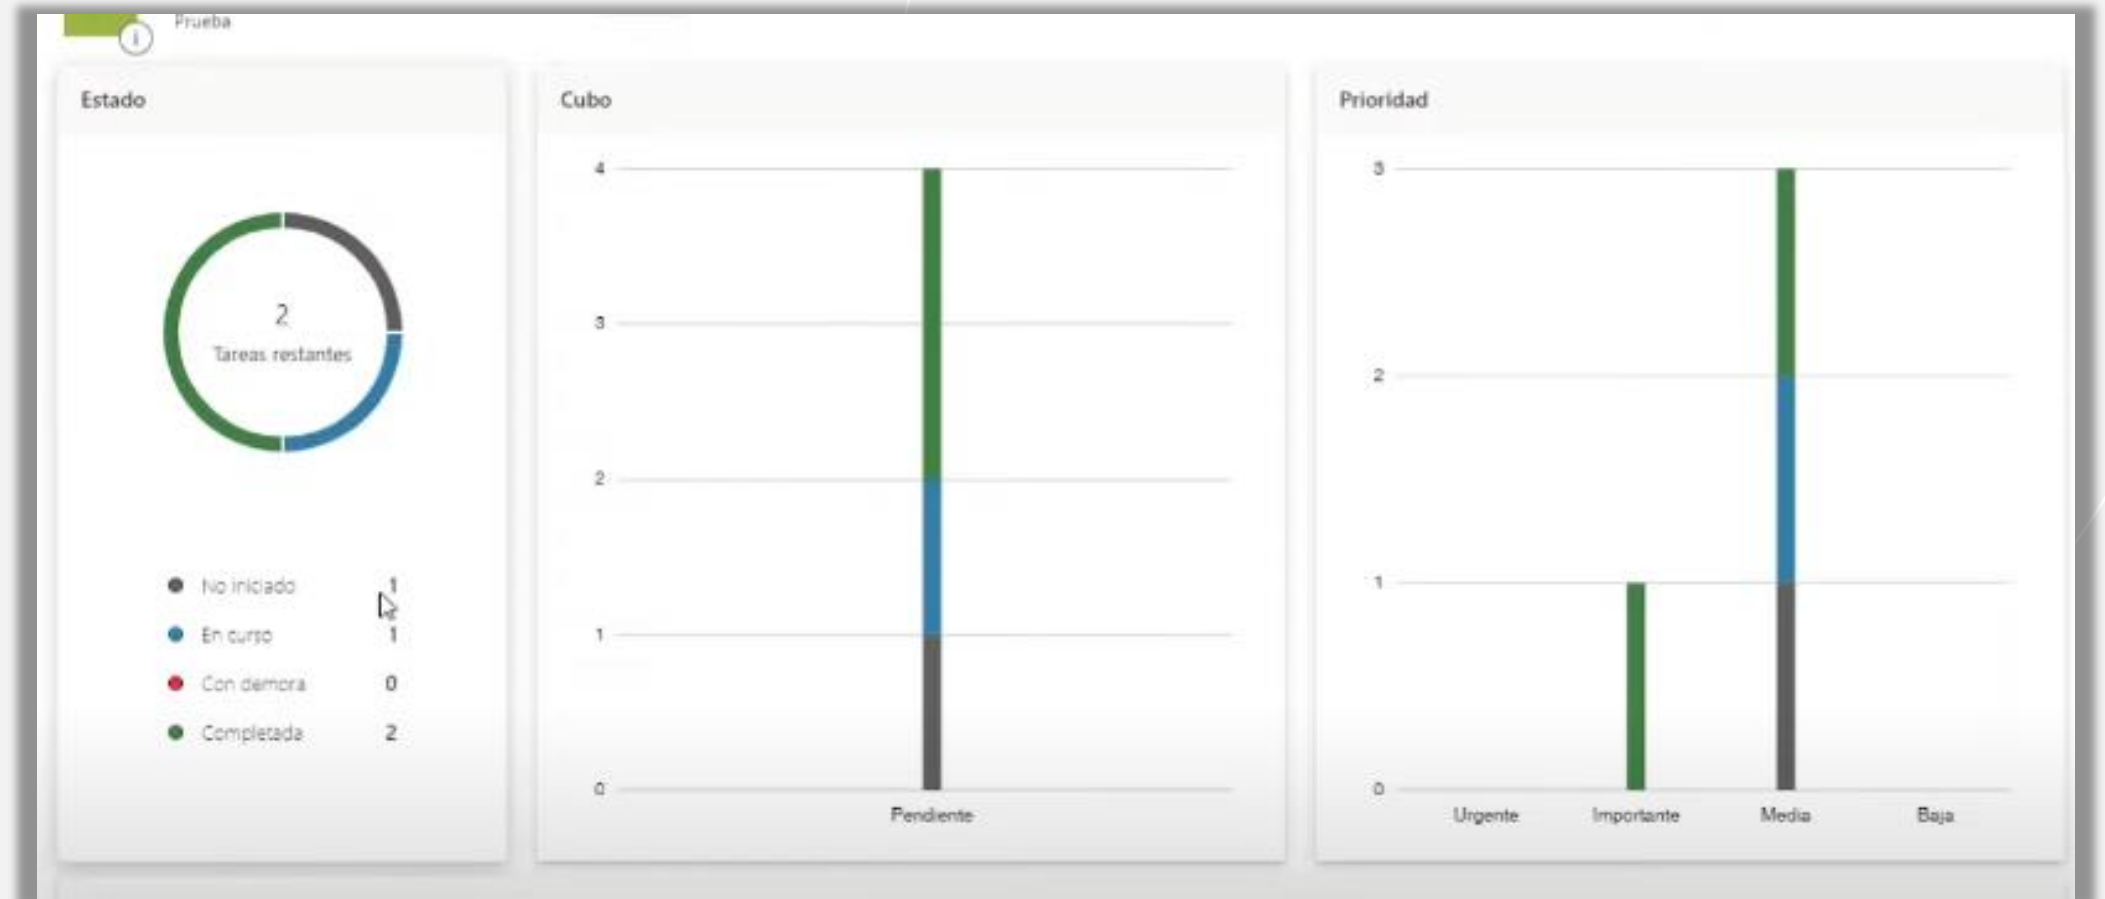 Prueba
i
Estado
2
Tareas restantes
No iniciado 1
En curso 1
Con demora 0
Completada 2
Cubo
4
3
2
1
0
Pendiente
Prioridad
3
2
1
0
Urgente Importante Media Baja